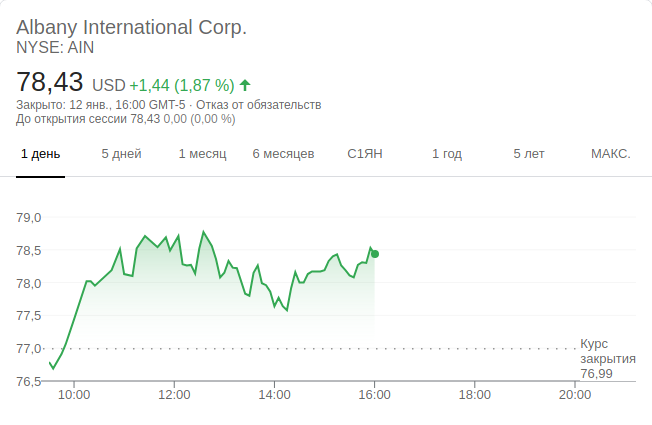 Albany International Corp.
NYSE: AIN
78,43 USD +1,44 (1,87 %)
Закрыто: 12 янв., 16:00 GMT-5 · Отказ от обязательств
До открытия сессии 78,43 0,00 (0,00 %)
1 день 5 дней 1 месяц 6 месяцев С1ЯН 1 год 5 лет МАКС.
79,0
78,5
78,0
77,5
77,0
76,5
Курс
закрытия
76,99
10:00 12:00 14:00 16:00 18:00 20:00